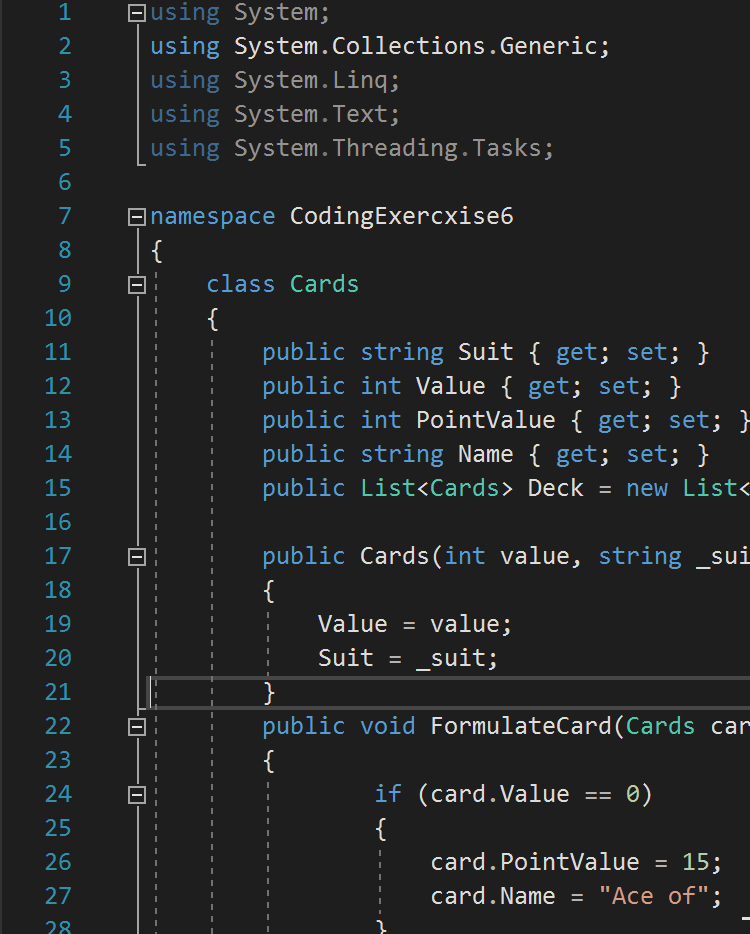 1 using System;
2 using System.Collections.Generic;
3 using System.Linq;
4 using System.Text;
5 using System.Threading.Tasks;
6
7 namespace CodingExercxise6
8 {
9 class Cards
10 {
11 public string Suit { get; set; }
12 public int Value { get; set; }
13 public int PointValue { get; set; }
14 public string Name { get; set; }
15 public List<Cards> Deck = new List<
16
17 public Cards(int value, string _sui
18 {
19 Value = value;
20 Suit = _suit;
21 }
22 public void FormulateCard(Cards car
23 {
24 if (card.Value == 0)
25 {
26 card.PointValue = 15;
27 card.Name = "Ace of";
28 }